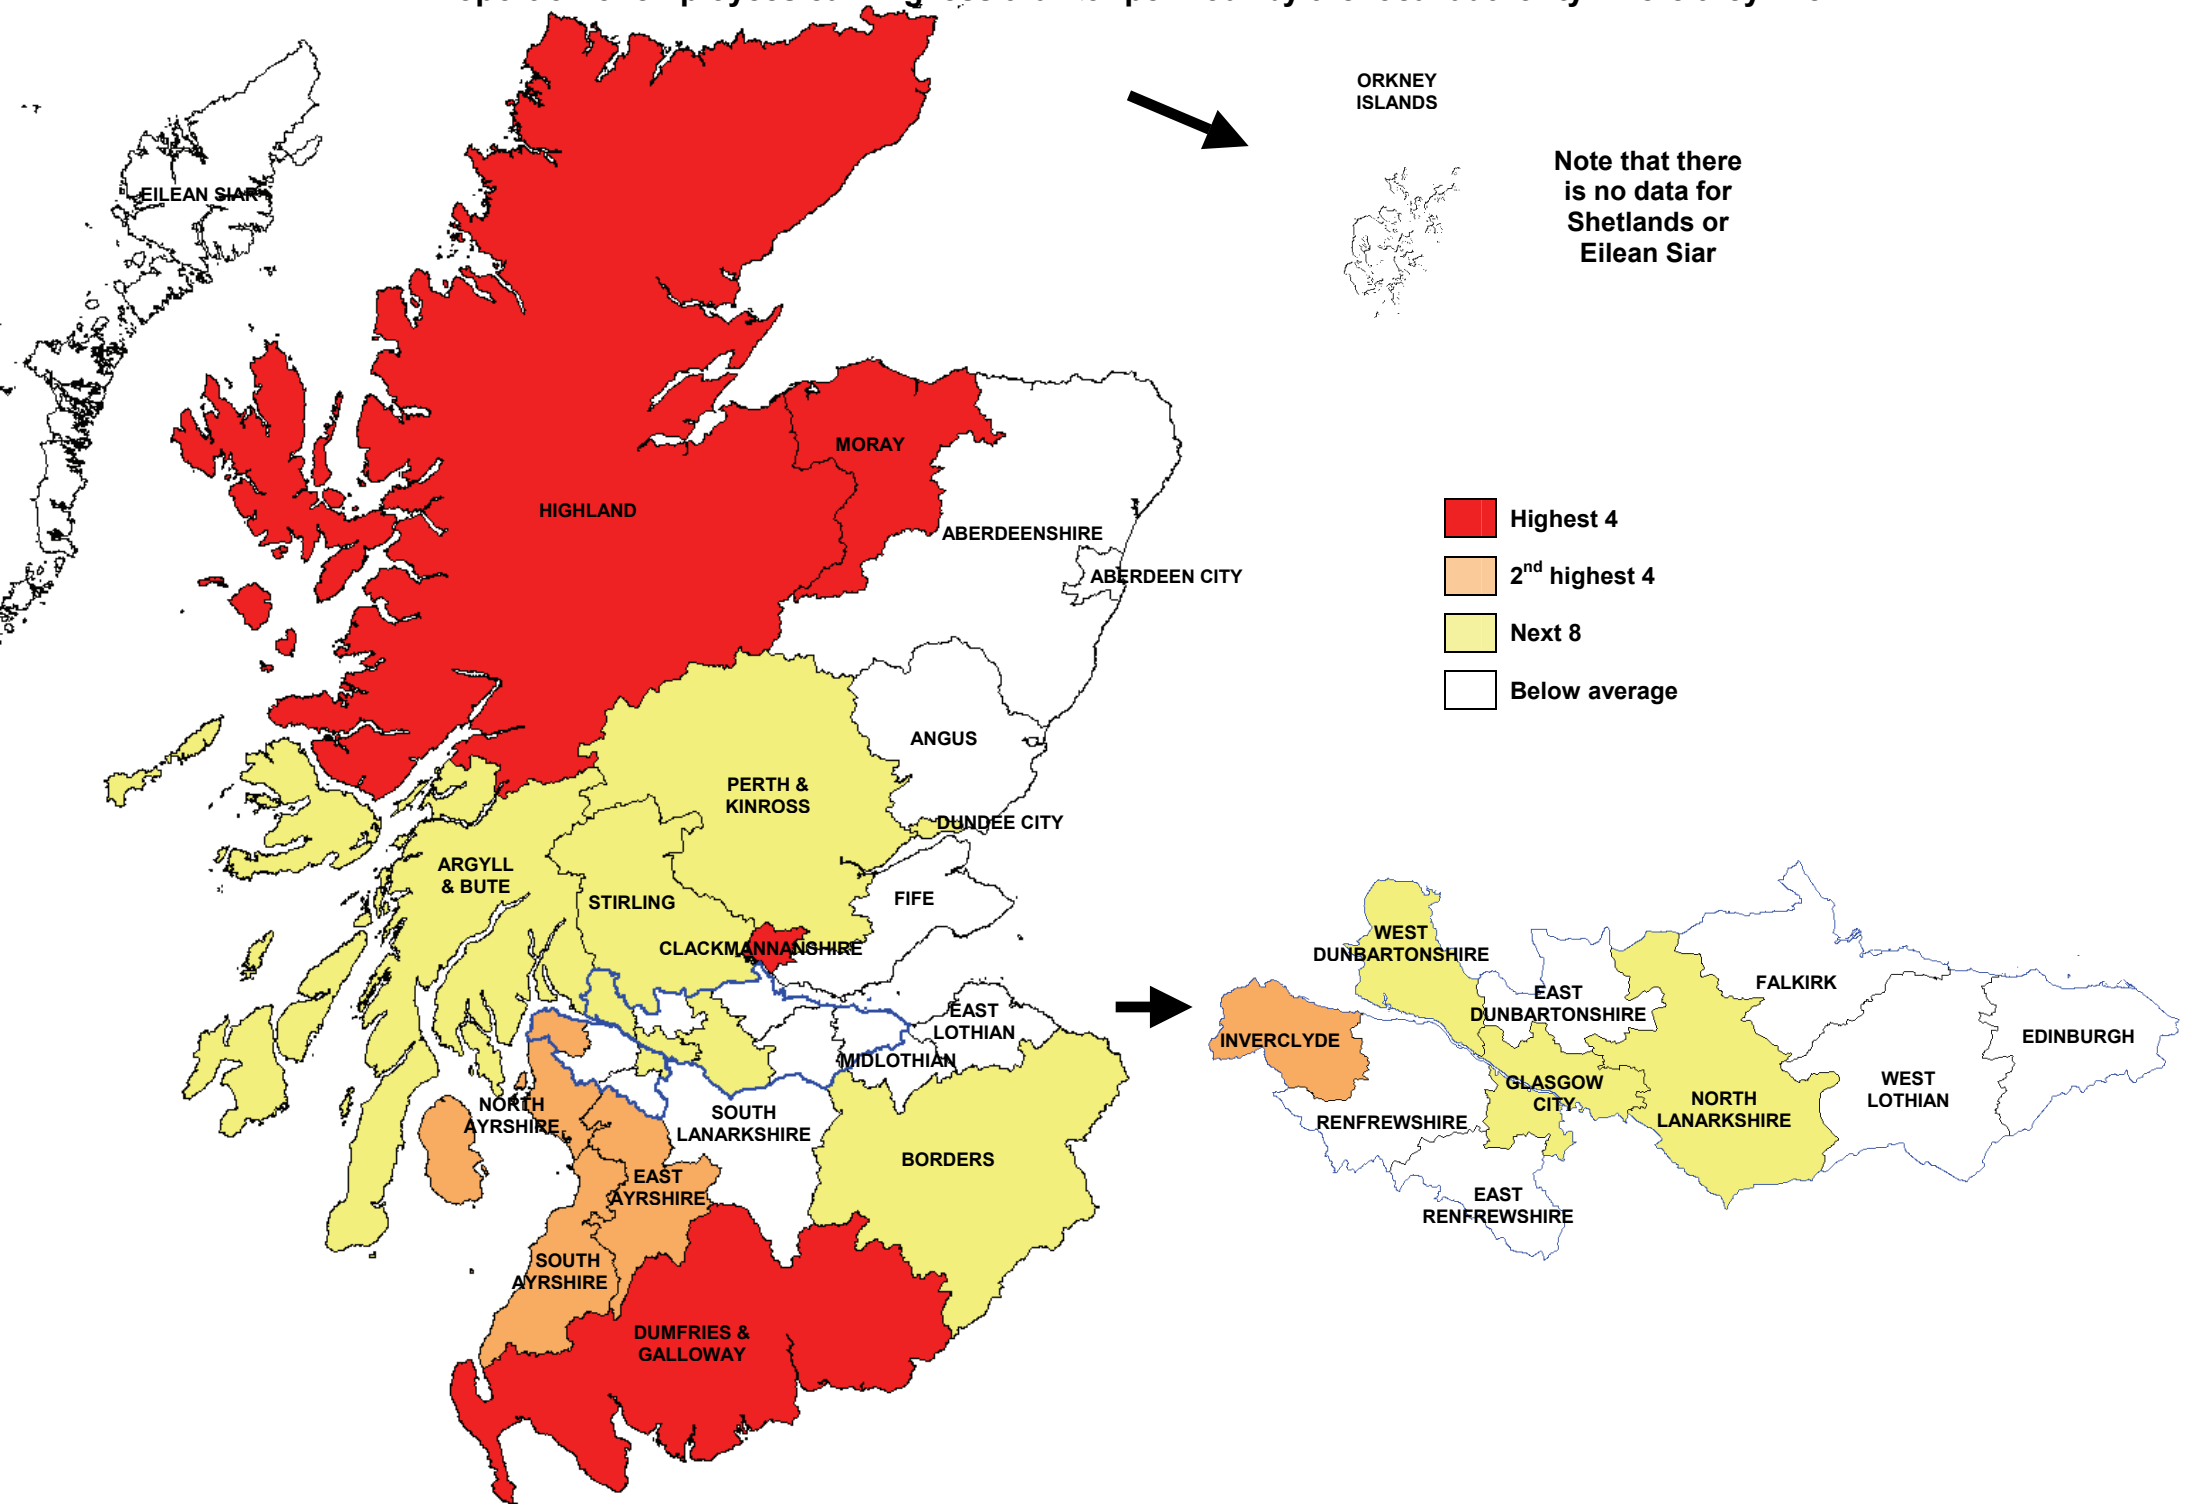 ORKNEY
ISLANDS
Note that there
is no data for
Shetlands or
Eilean Siar
EILEAN SIAR
MORAY
HIGHLAND
ABERDEENSHIRE
ABERDEEN CITY
Highest 4
2nd highest 4
Next 8
Below average
ANGUS
PERTH &
KINROSS
DUNDEE CITY
ARGYLL
& BUTE
STIRLING
FIFE
CLACKMANNANSHIRE
EAST
LOTHIAN
MIDLOTHIAN
NORTH
AYRSHIRE
SOUTH
LANARKSHIRE
BORDERS
EAST
AYRSHIRE
SOUTH
AYRSHIRE
DUMFRIES &
GALLOWAY
WEST
DUNBARTONSHIRE
EAST
DUNBARTONSHIRE
FALKIRK
INVERCLYDE
EDINBURGH
GLASGOW
CITY
WEST
LOTHIAN
NORTH
LANARKSHIRE
RENFREWSHIRE
EAST
RENFREWSHIRE